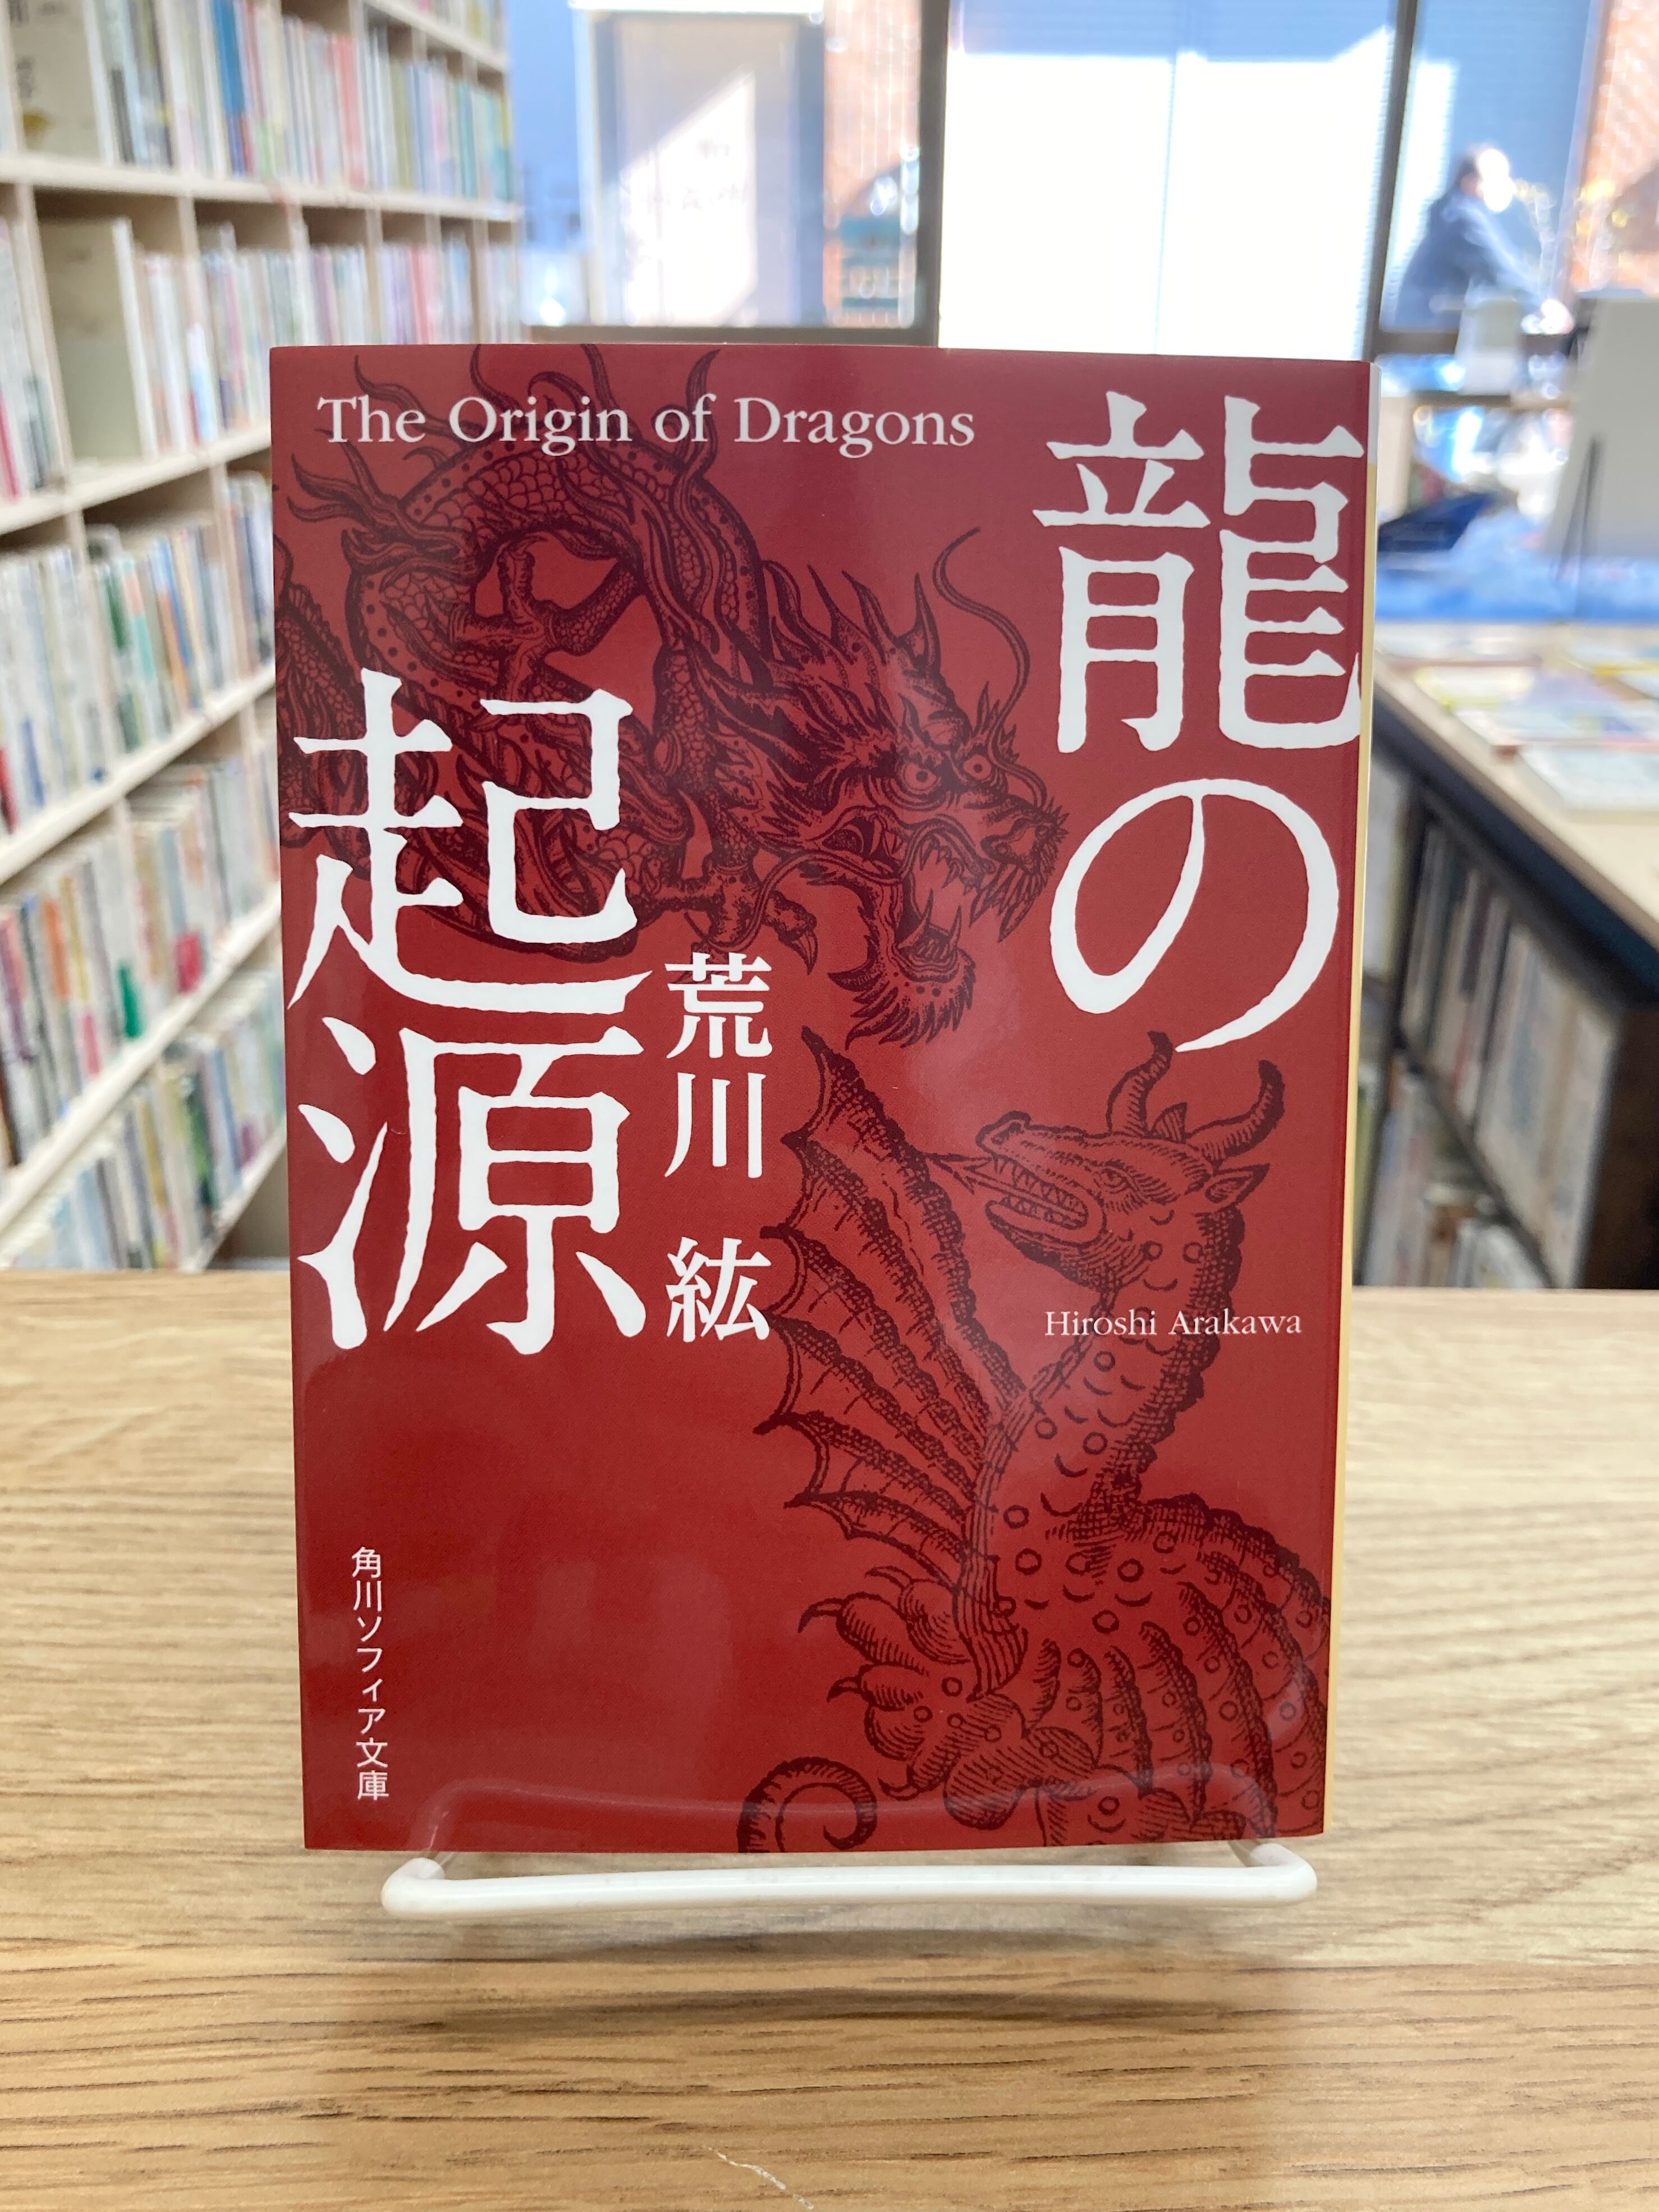 The Origin of Dragons
龍の
起源
荒川 紘
Hiroshi Arakawa
角川ソフィア文庫